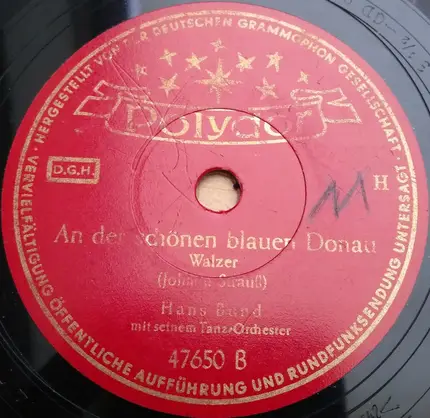 HERGESTELLT VON DER DEUTSCHEN GRAMMOPHON GESELLSCHAFT · VERVIELFÄLTIGUNG ÖFFENTLICHE AUFFÜHRUNG UND RUNDFUNKSENDUNG UNTERSAGT ·
Polydor
D.G.H.
H
M
An der schönen blauen Donau
Walzer
(Johann Strauß)
Hans Bund
mit seinem Tanz-Orchester
47650 B